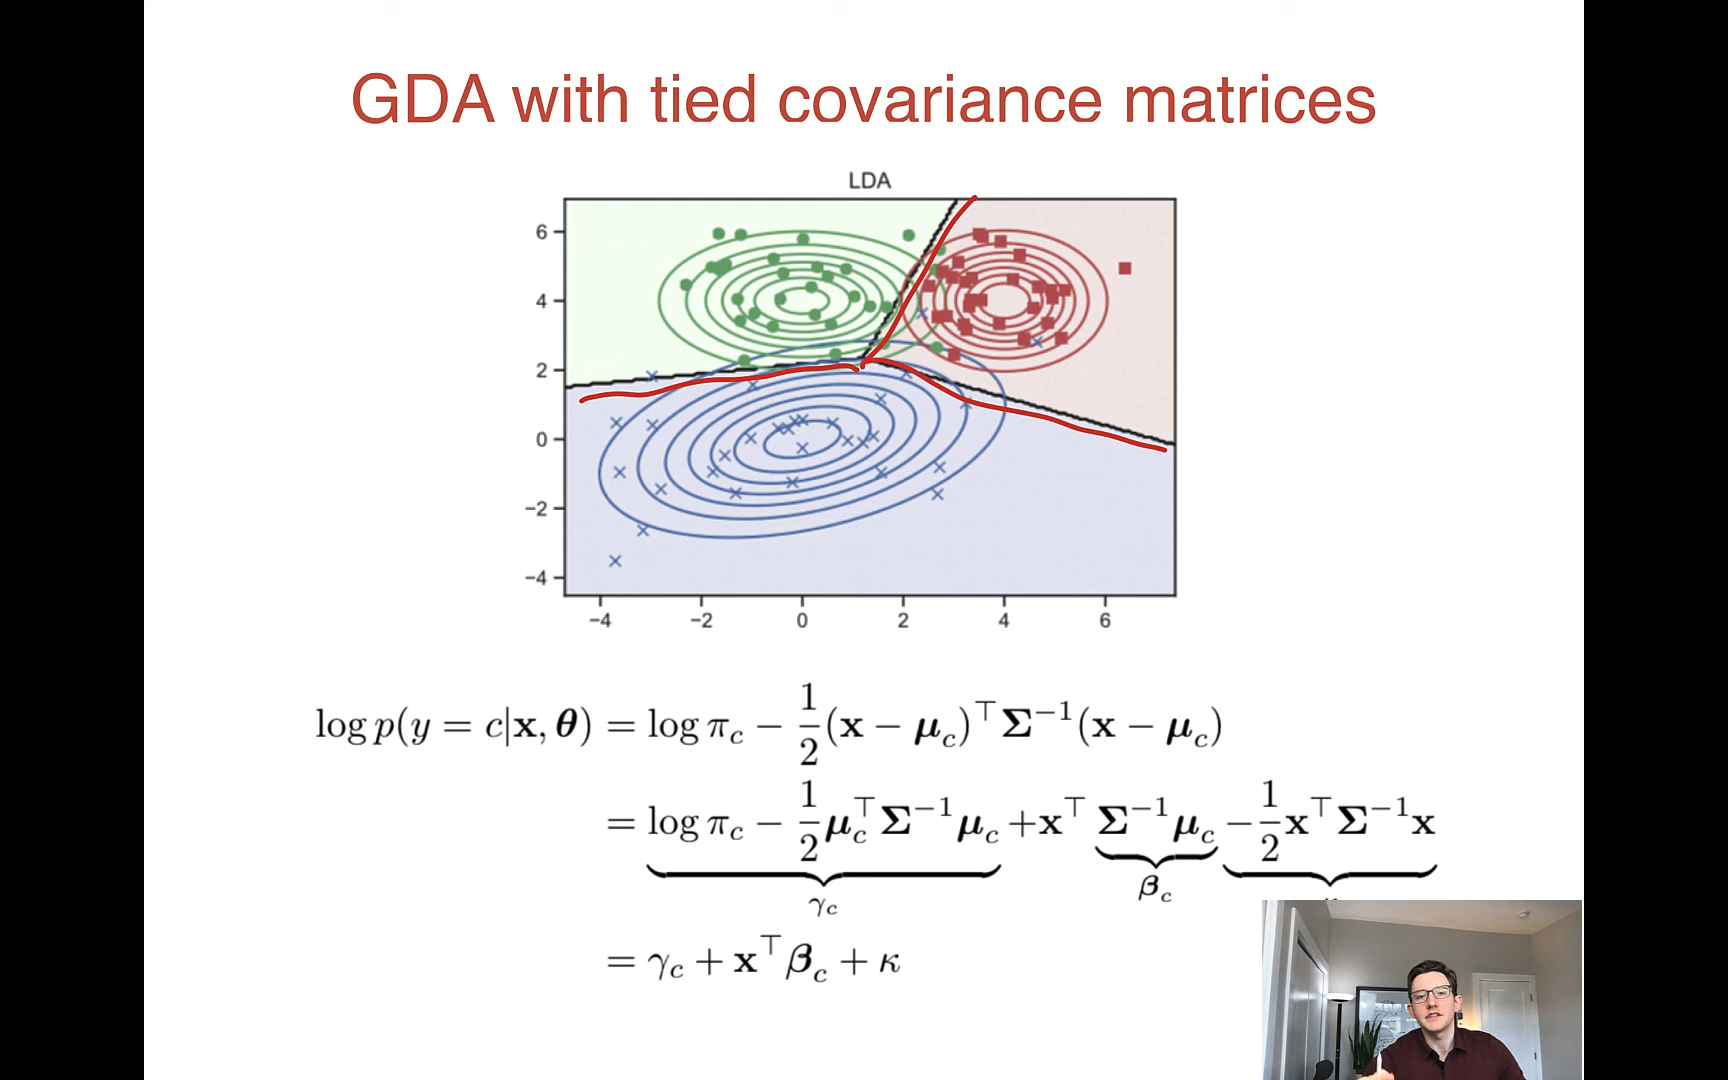 GDA with tied covariance matrices
LDA
6
4
2
0
−2
−4
−4 −2 0 2 4 6
log p(y = c|x, θ) = log π_c − 1/2 (x − μ_c)^⊤ Σ^−1 (x − μ_c)
= log π_c − 1/2 μ_c^⊤ Σ^−1 μ_c + x^⊤ Σ^−1 μ_c − 1/2 x^⊤ Σ^−1 x
γ_c β_c
= γ_c + x^⊤ β_c + κ